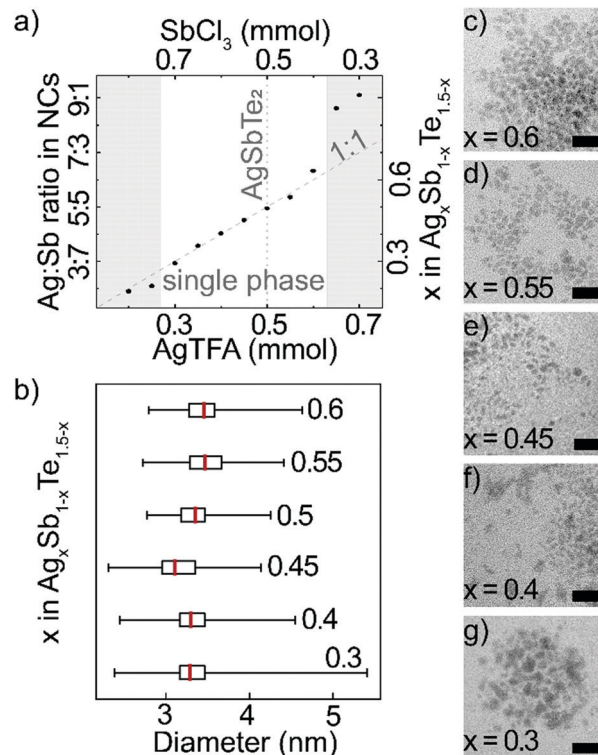 a)
SbCl₃ (mmol)
0.7 0.5 0.3
Ag:Sb ratio in NCs
9:1
7:3
5:5
3:7
AgSbTe₂
1:1
single phase
0.6
0.3
x in AgₓSb₁₋ₓTe₁.₅₋ₓ
0.3 0.5 0.7
AgTFA (mmol)
b)
x in AgₓSb₁₋ₓTe₁.₅₋ₓ
0.6
0.55
0.5
0.45
0.4
0.3
3 4 5
Diameter (nm)
c)
x = 0.6
d)
x = 0.55
e)
x = 0.45
f)
x = 0.4
g)
x = 0.3